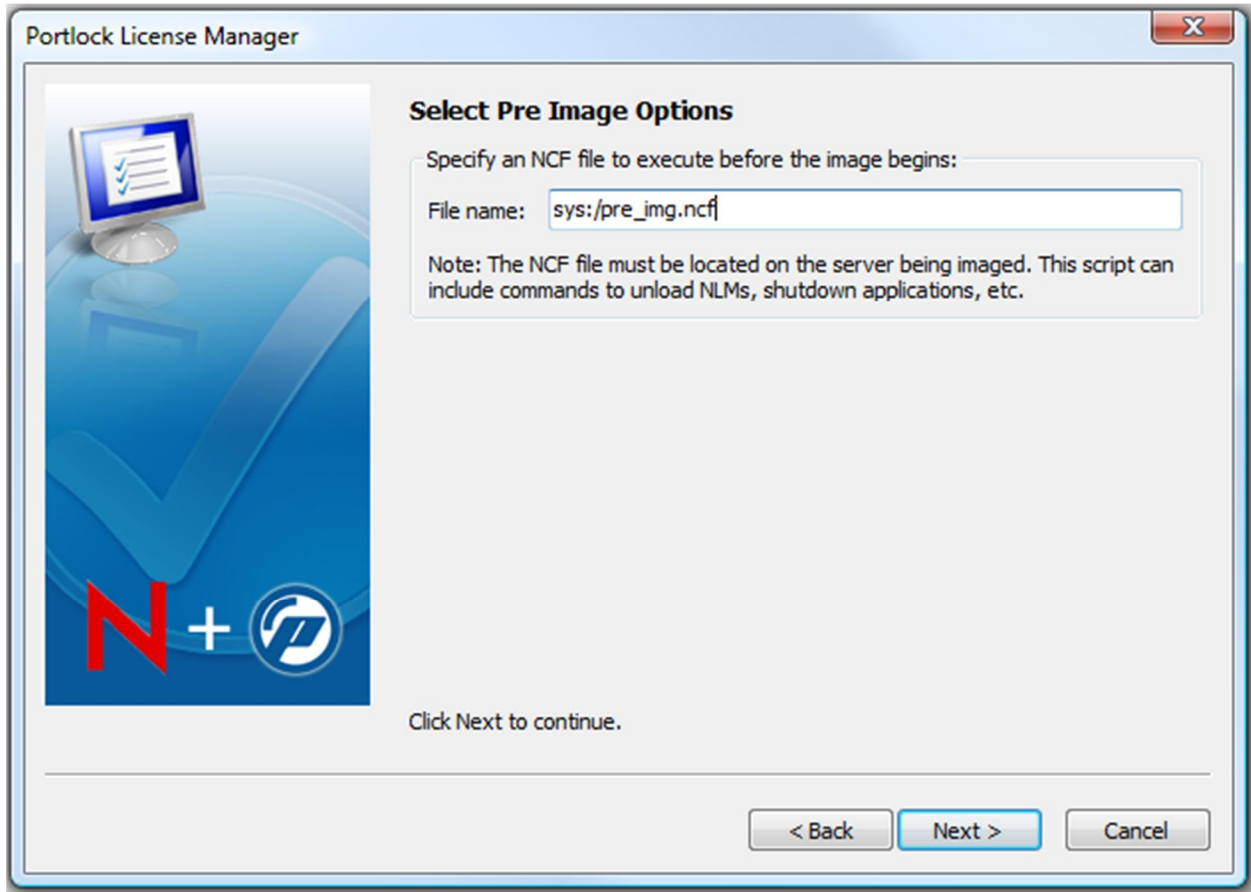 Portlock License Manager
Select Pre Image Options
Specify an NCF file to execute before the image begins:
File name: sys:/pre_img.ncf
Note: The NCF file must be located on the server being imaged. This script can
include commands to unload NLMs, shutdown applications, etc.
N +
Click Next to continue.
< Back Next > Cancel